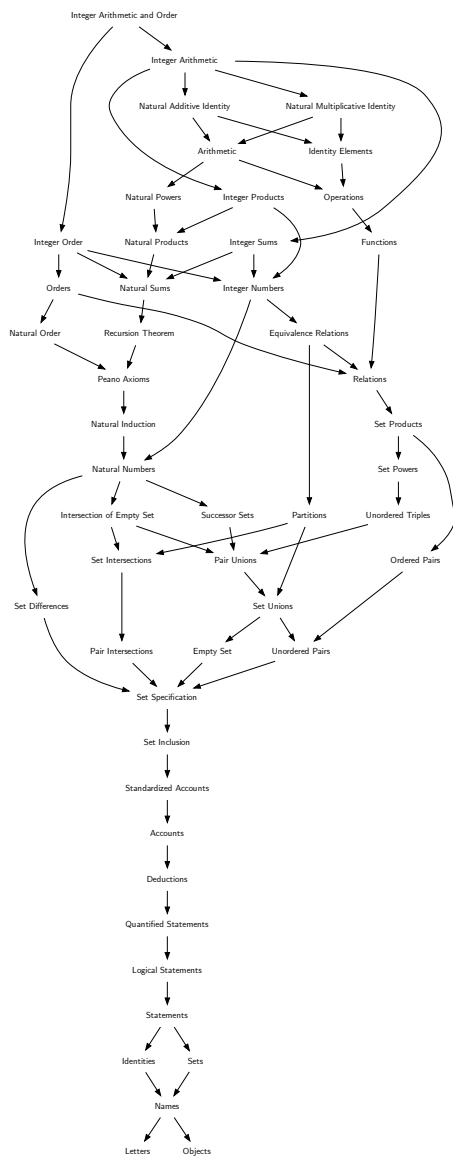 Integer Arithmetic and Order
Integer Arithmetic
Natural Additive Identity
Natural Multiplicative Identity
Arithmetic
Identity Elements
Natural Powers
Integer Products
Operations
Integer Order
Natural Products
Integer Sums
Functions
Orders
Natural Sums
Integer Numbers
Natural Order
Recursion Theorem
Equivalence Relations
Peano Axioms
Relations
Natural Induction
Set Products
Natural Numbers
Set Powers
Intersection of Empty Set
Successor Sets
Partitions
Unordered Triples
Set Intersections
Pair Unions
Ordered Pairs
Set Differences
Set Unions
Pair Intersections
Empty Set
Unordered Pairs
Set Specification
Set Inclusion
Standardized Accounts
Accounts
Deductions
Quantified Statements
Logical Statements
Statements
Identities
Sets
Names
Letters
Objects